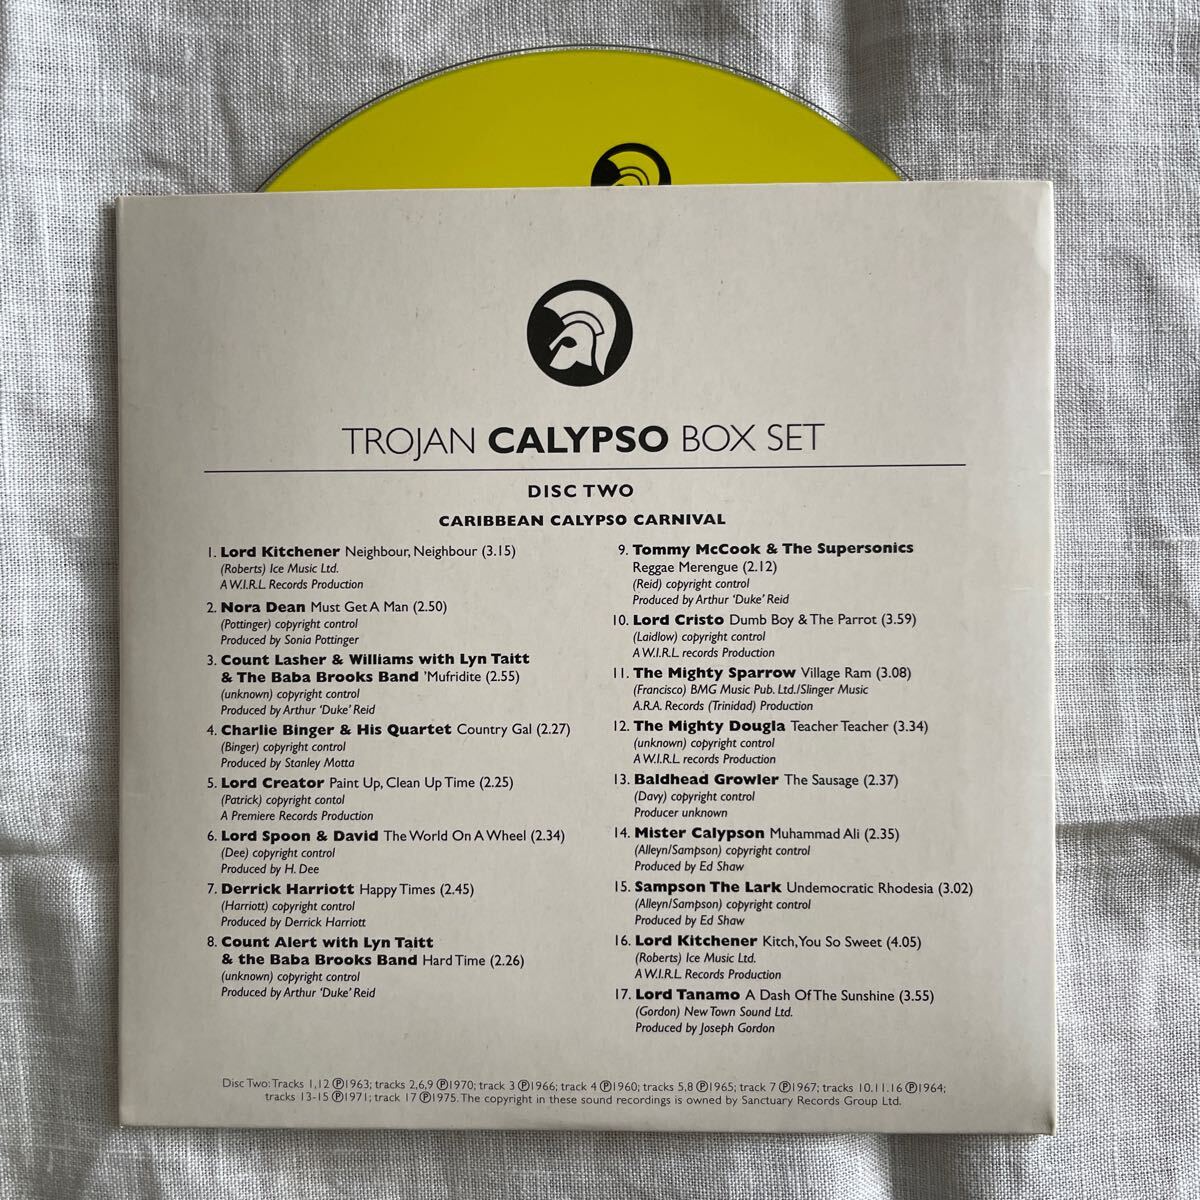 TROJAN CALYPSO BOX SET
DISC TWO
CARIBBEAN CALYPSO CARNIVAL
1. Lord Kitchener Neighbour, Neighbour (3.15)
(Roberts) Ice Music Ltd.
A W.I.R.L. Records Production
2. Nora Dean Must Get A Man (2.50)
(Pottinger) copyright control
Produced by Sonia Pottinger
3. Count Lasher & Williams with Lyn Taitt
& The Baba Brooks Band 'Mufridite (2.55)
(unknown) copyright control
Produced by Arthur 'Duke' Reid
4. Charlie Binger & His Quartet Country Gal (2.27)
(Binger) copyright control
Produced by Stanley Motta
5. Lord Creator Paint Up, Clean Up Time (2.25)
(Patrick) copyright contol
A Premiere Records Production
6. Lord Spoon & David The World On A Wheel (2.34)
(Dee) copyright control
Produced by H. Dee
7. Derrick Harriott Happy Times (2.45)
(Harriott) copyright control
Produced by Derrick Harriott
8. Count Alert with Lyn Taitt
& the Baba Brooks Band Hard Time (2.26)
(unknown) copyright control
Produced by Arthur 'Duke' Reid
9. Tommy McCook & The Supersonics
Reggae Merengue (2.12)
(Reid) copyright control
Produced by Arthur 'Duke' Reid
10. Lord Cristo Dumb Boy & The Parrot (3.59)
(Laidlow) copyright control
A W.I.R.L. records Production
11. The Mighty Sparrow Village Ram (3.08)
(Francisco) BMG Music Pub. Ltd./Slinger Music
A.R.A. Records (Trinidad) Production
12. The Mighty Dougla Teacher Teacher (3.34)
(unknown) copyright control
A W.I.R.L. records Production
13. Baldhead Growler The Sausage (2.37)
(Davy) copyright control
Producer unknown
14. Mister Calypson Muhammad Ali (2.35)
(Alleyn/Sampson) copyright control
Produced by Ed Shaw
15. Sampson The Lark Undemocratic Rhodesia (3.02)
(Alleyn/Sampson) copyright control
Produced by Ed Shaw
16. Lord Kitchener Kitch, You So Sweet (4.05)
(Roberts) Ice Music Ltd.
A W.I.R.L. Records Production
17. Lord Tanamo A Dash Of The Sunshine (3.55)
(Gordon) New Town Sound Ltd.
Produced by Joseph Gordon
Disc Two: Tracks 1,12 ℗1963; tracks 2,6,9 ℗1970; track 3 ℗1966; track 4 ℗1960; tracks 5,8 ℗1965; track 7 ℗1967; tracks 10.11.16 ℗1964;
tracks 13-15 ℗1971; track 17 ℗1975. The copyright in these sound recordings is owned by Sanctuary Records Group Ltd.